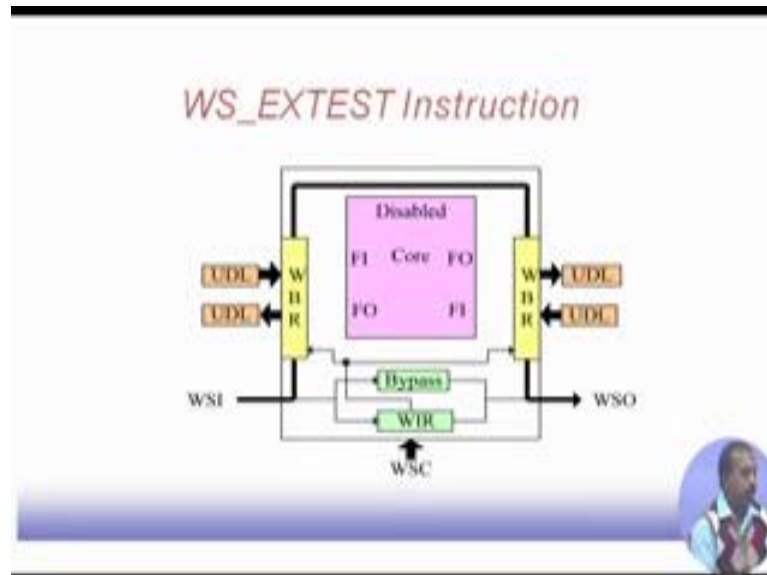 WS_EXTEST Instruction
Disabled
FI Core FO
FO FI
UDL
UDL
W
B
R
W
B
R
UDL
UDL
WSI
Bypass
WIR
WSO
WSC